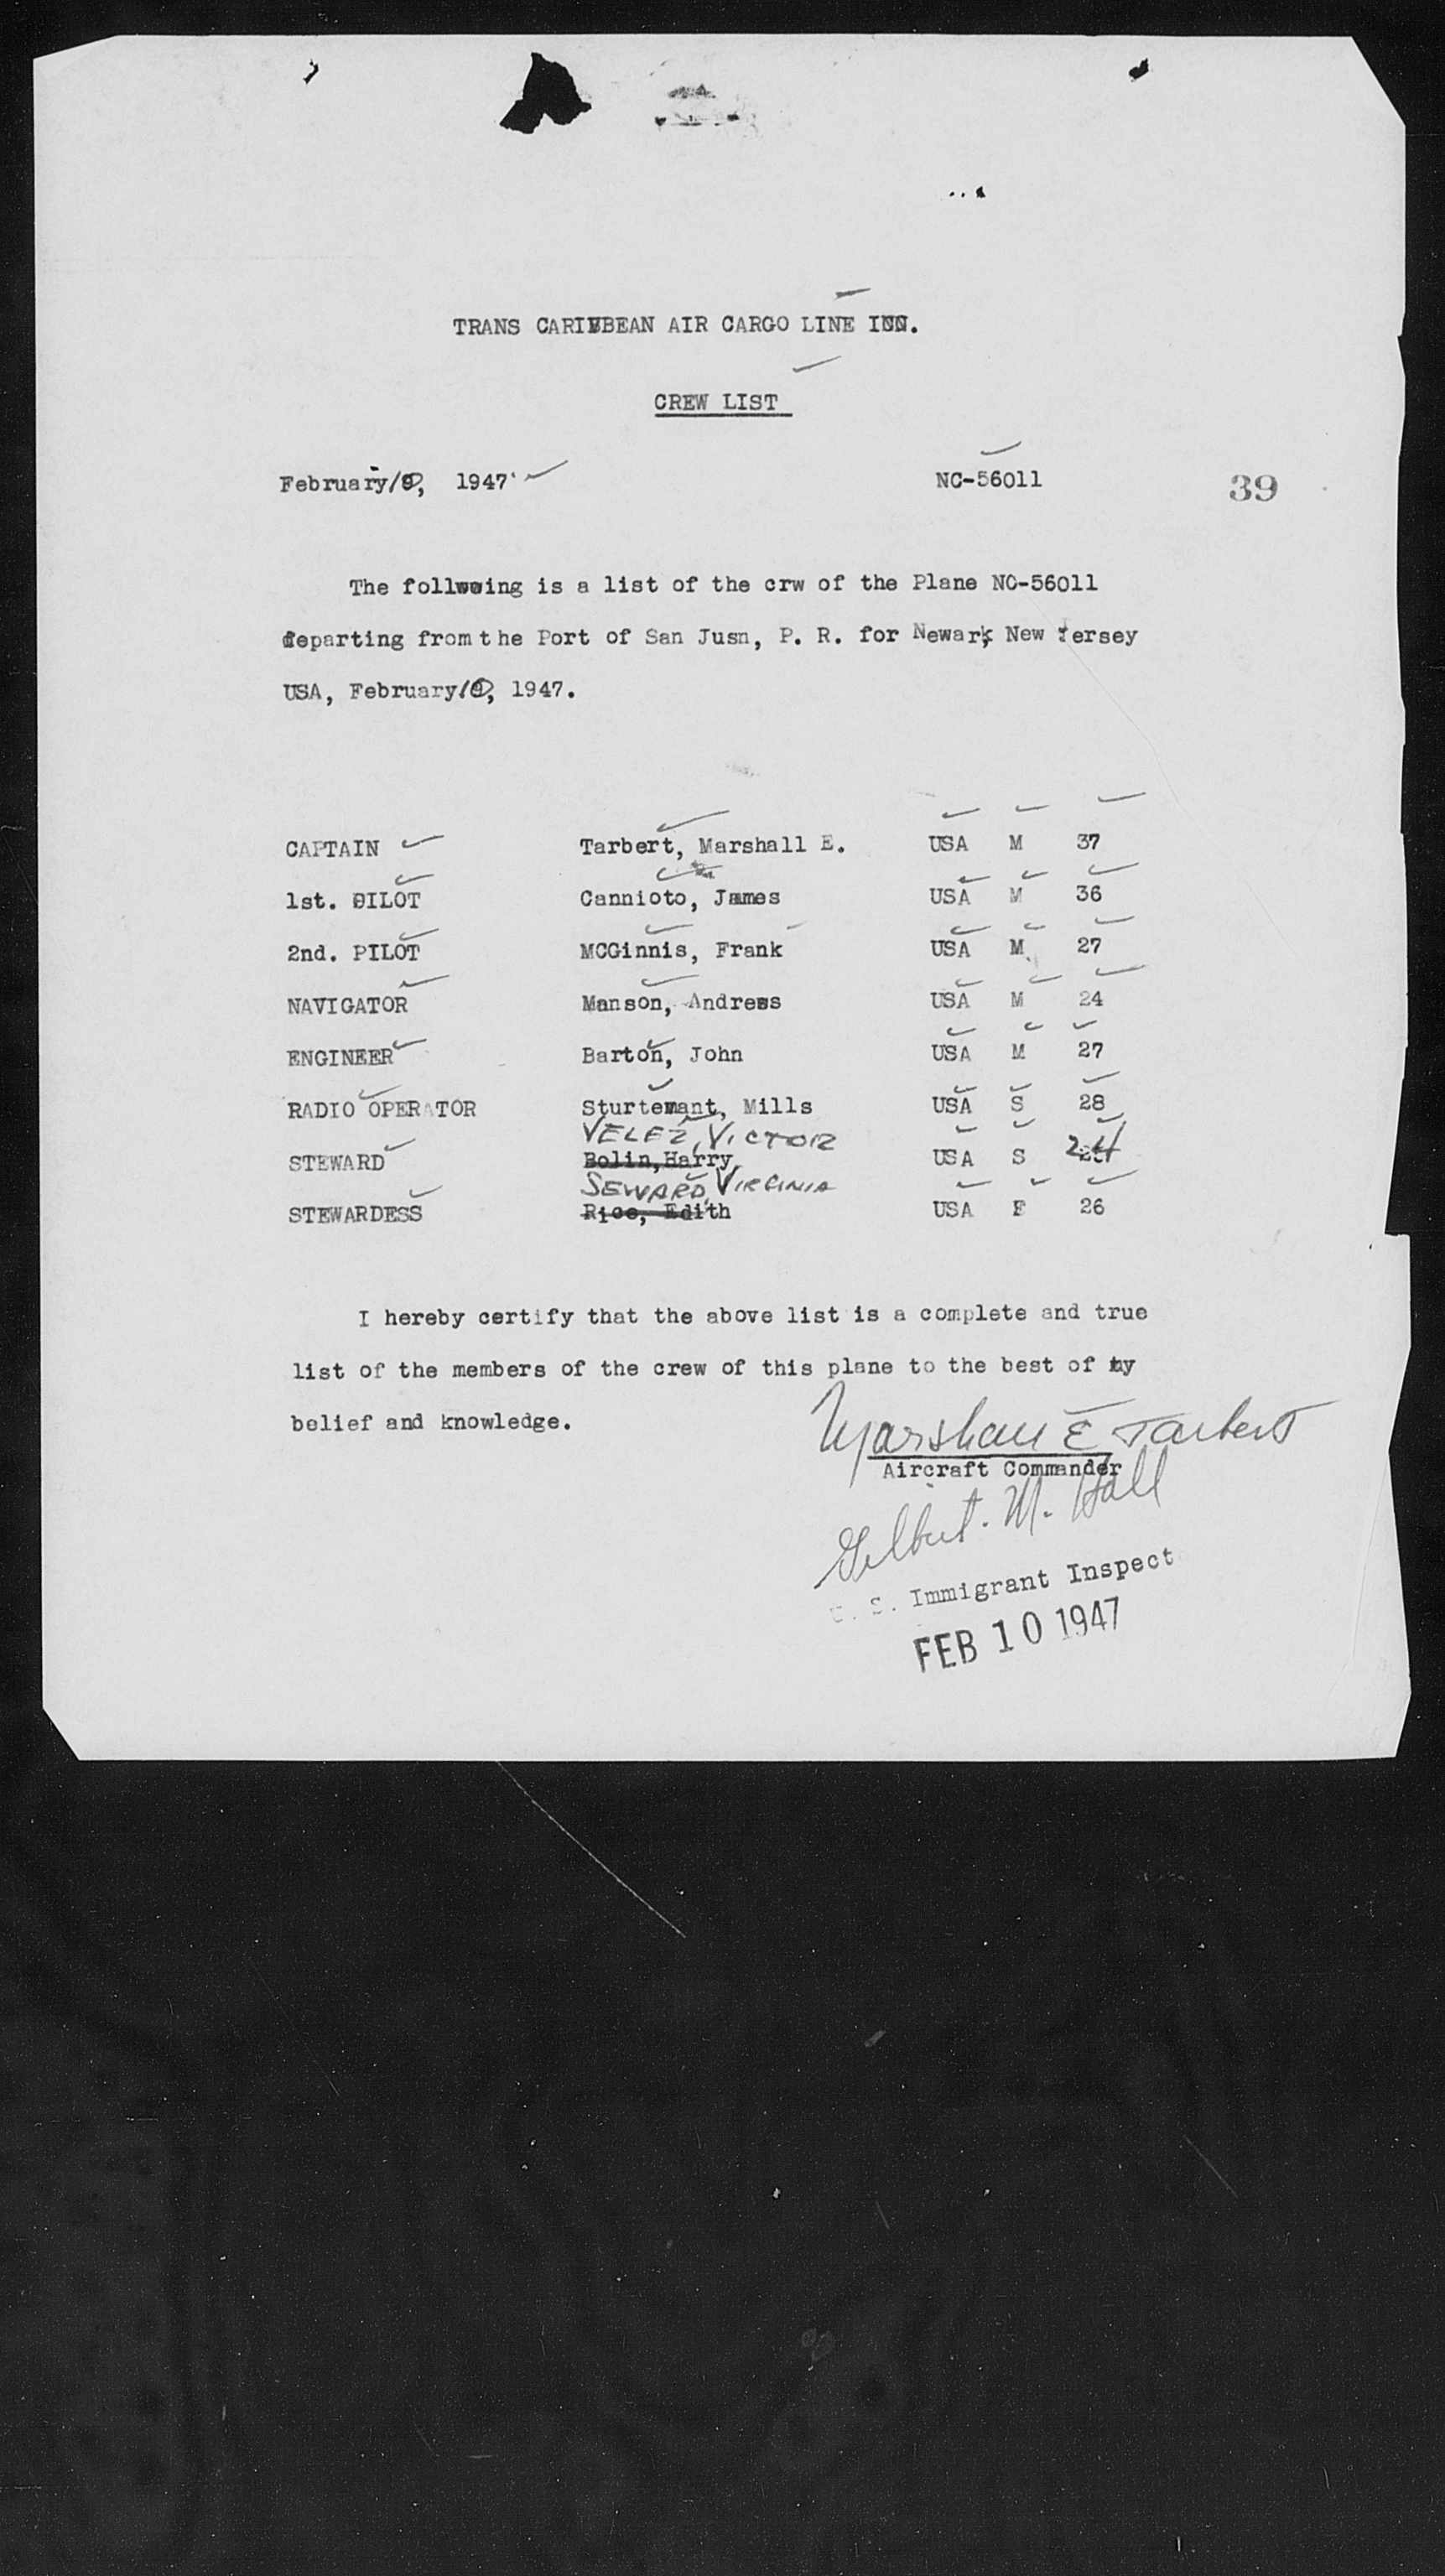 TRANS CARIBBEAN AIR CARGO LINE INC.
CREW LIST
February 10, 1947 NC-56011 39
The follwoing is a list of the crw of the Plane NC-56011
departing from the Port of San Jusn, P. R. for Newark, New Jersey
USA, February 10, 1947.
CAPTAIN Tarbert, Marshall E. USA M 37
1st. PILOT Cannioto, James USA M 36
2nd. PILOT MCGinnis, Frank USA M 27
NAVIGATOR Manson, Andrews USA M 24
ENGINEER Barton, John USA M 27
RADIO OPERATOR Sturtemant, Mills USA S 28
VELEZ, VICTOR
STEWARD Bolin, Harry USA S 24
SEWARD, VIRGINIA
STEWARDESS Rice, Edith USA F 26
I hereby certify that the above list is a complete and true
list of the members of the crew of this plane to the best of my
belief and knowledge.
Marshall E Tarbert
Aircraft Commander
Gilbert. M. Hall
U. S. Immigrant Inspect
FEB 10 1947